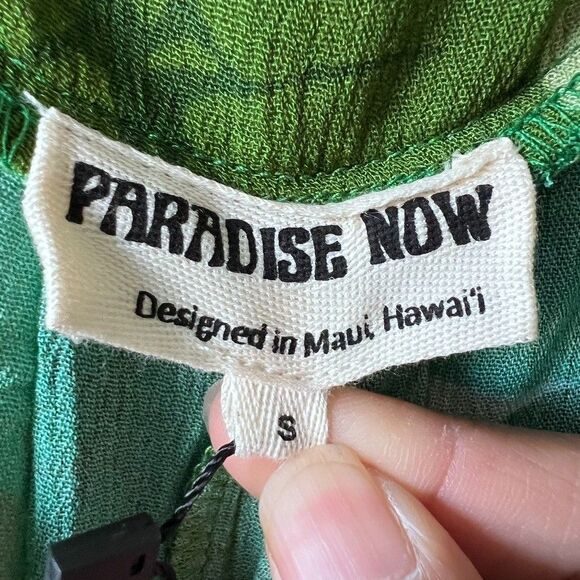 PARADISE NOW
Designed in Maui, Hawai'i
S